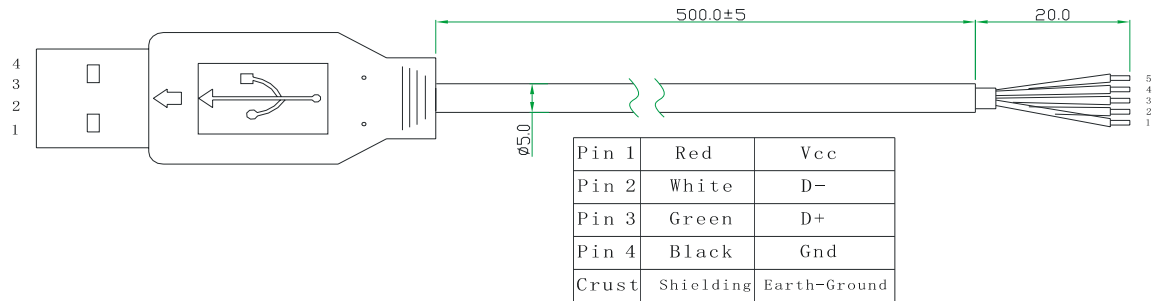 500.0±5
20.0
4
3
2
1
5
4
3
2
1
ø5.0
Pin 1 Red Vcc
Pin 2 White D-
Pin 3 Green D+
Pin 4 Black Gnd
Crust Shielding Earth-Ground